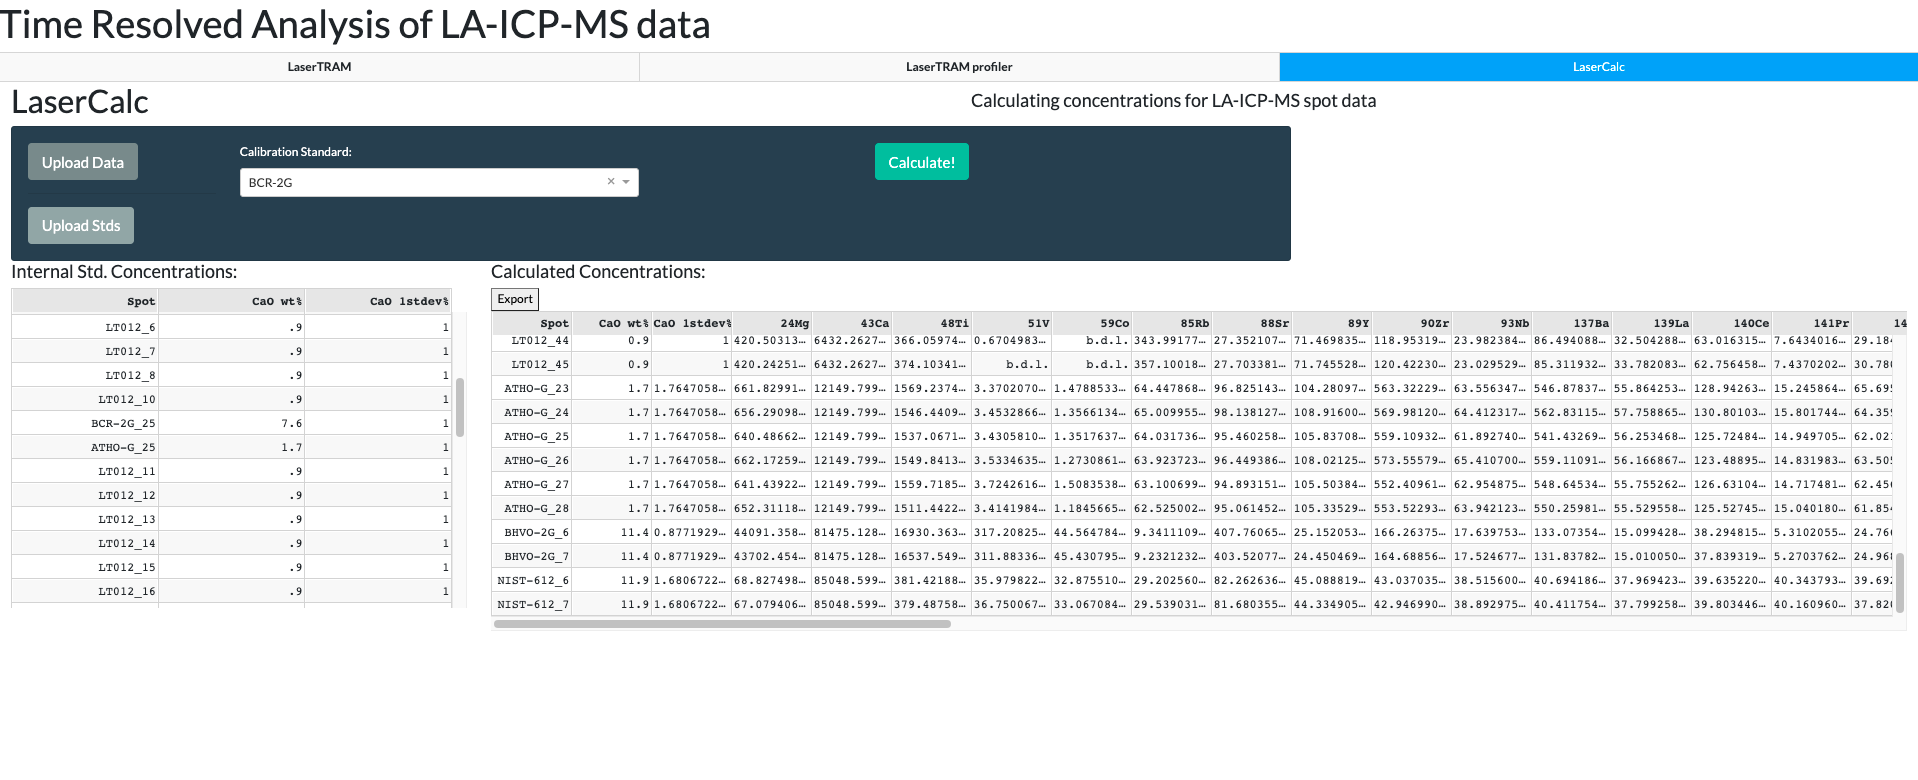 Time Resolved Analysis of LA-ICP-MS data
LaserTRAM LaserTRAM profiler LaserCalc
LaserCalc Calculating concentrations for LA-ICP-MS spot data
Upload Data
Calibration Standard:
BCR-2G × 
Calculate!
Upload Stds
Internal Std. Concentrations:
Spot CaO wt% CaO 1stdev%
LT012_6 .9 1
LT012_7 .9 1
LT012_8 .9 1
LT012_10 .9 1
BCR-2G_25 7.6 1
ATHO-G_25 1.7 1
LT012_11 .9 1
LT012_12 .9 1
LT012_13 .9 1
LT012_14 .9 1
LT012_15 .9 1
LT012_16 .9 1
Calculated Concentrations:
Export
Spot CaO wt% CaO 1stdev% 24Mg 43Ca 48Ti 51V 59Co 85Rb 88Sr 89Y 90Zr 93Nb 137Ba 139La 140Ce 141Pr 14
LT012_44 0.9 1 420.50313… 6432.2627… 366.05974… 0.6704983… b.d.l. 343.99177… 27.352107… 71.469835… 118.95319… 23.982384… 86.494088… 32.504288… 63.016315… 7.6434016… 29.184
LT012_45 0.9 1 420.24251… 6432.2627… 374.10341… b.d.l. b.d.l. 357.10018… 27.703381… 71.745528… 120.42230… 23.029529… 85.311932… 33.782083… 62.756458… 7.4370202… 30.780
ATHO-G_23 1.7 1.7647058… 661.82991… 12149.799… 1569.2374… 3.3702070… 1.4788533… 64.447868… 96.825143… 104.28097… 563.32229… 63.556347… 546.87837… 55.864253… 128.94263… 15.245864… 65.695
ATHO-G_24 1.7 1.7647058… 656.29098… 12149.799… 1546.4409… 3.4532866… 1.3566134… 65.009955… 98.138127… 108.91600… 569.98120… 64.412317… 562.83115… 57.758865… 130.80103… 15.801744… 64.359
ATHO-G_25 1.7 1.7647058… 640.48662… 12149.799… 1537.0671… 3.4305810… 1.3517637… 64.031736… 95.460258… 105.83708… 559.10932… 61.892740… 541.43269… 56.253468… 125.72484… 14.949705… 62.021
ATHO-G_26 1.7 1.7647058… 662.17259… 12149.799… 1549.8413… 3.5334635… 1.2730861… 63.923723… 96.449386… 108.02125… 573.55579… 65.410700… 559.11091… 56.166867… 123.48895… 14.831983… 63.505
ATHO-G_27 1.7 1.7647058… 641.43922… 12149.799… 1559.7185… 3.7242616… 1.5083538… 63.100699… 94.893151… 105.50384… 552.40961… 62.954875… 548.64534… 55.755262… 126.63104… 14.717481… 62.456
ATHO-G_28 1.7 1.7647058… 652.31118… 12149.799… 1511.4422… 3.4141984… 1.1845665… 62.525002… 95.061452… 105.33529… 553.52293… 63.942123… 550.25981… 55.529558… 125.52745… 15.040180… 61.854
BHVO-2G_6 11.4 0.8771929… 44091.358… 81475.128… 16930.363… 317.20825… 44.564784… 9.3411109… 407.76065… 25.152053… 166.26375… 17.639753… 133.07354… 15.099428… 38.294815… 5.3102055… 24.766
BHVO-2G_7 11.4 0.8771929… 43702.454… 81475.128… 16537.549… 311.88336… 45.430795… 9.2321232… 403.52077… 24.450469… 164.68856… 17.524677… 131.83782… 15.010050… 37.839319… 5.2703762… 24.968
NIST-612_6 11.9 1.6806722… 68.827498… 85048.599… 381.42188… 35.979822… 32.875510… 29.202560… 82.262636… 45.088819… 43.037035… 38.515600… 40.694186… 37.969423… 39.635220… 40.343793… 39.692
NIST-612_7 11.9 1.6806722… 67.079406… 85048.599… 379.48758… 36.750067… 33.067084… 29.539031… 81.680355… 44.334905… 42.946990… 38.892975… 40.411754… 37.799258… 39.803446… 40.160960… 37.820